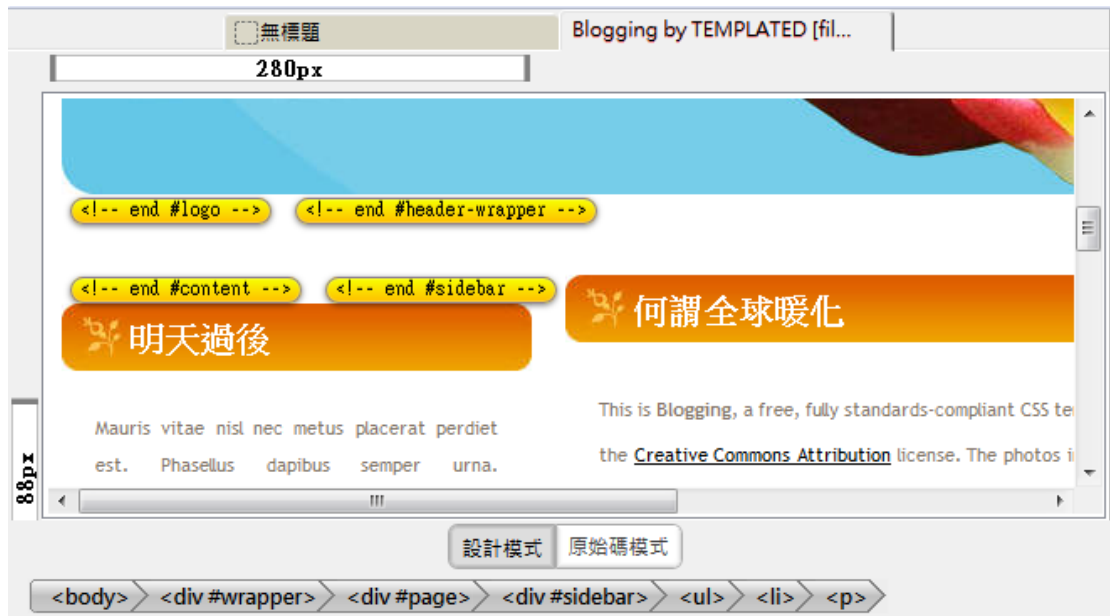 無標題
Blogging by TEMPLATED [fil...
280px
<!-- end #logo --> <!-- end #header-wrapper -->
<!-- end #content --> <!-- end #sidebar -->
明天過後
何謂全球暖化
Mauris vitae nisl nec metus placerat perdiet
est. Phasellus dapibus semper urna.
This is Blogging, a free, fully standards-compliant CSS te
the Creative Commons Attribution license. The photos i
88px
設計模式 原始碼模式
<body> <div #wrapper> <div #page> <div #sidebar> <ul> <li> <p>